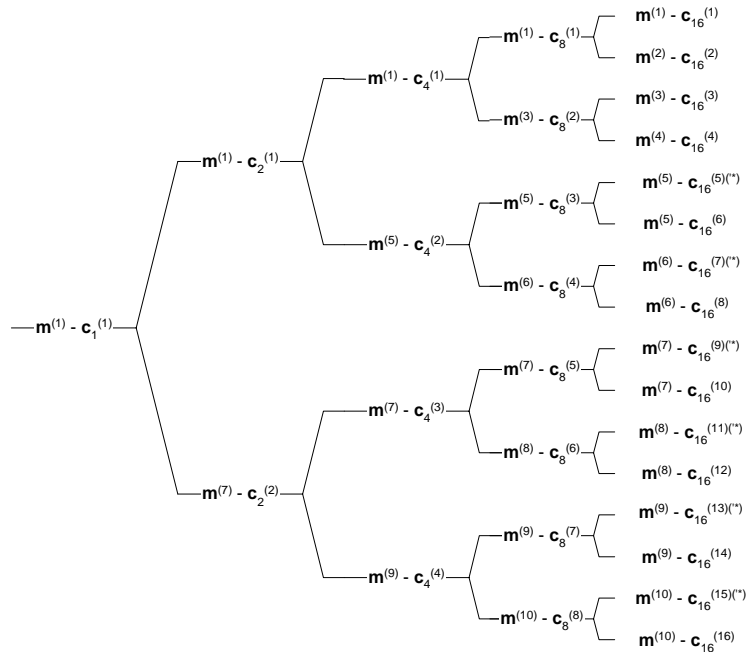 m(1) - c16(1)
m(1) - c8(1)
m(2) - c16(2)
m(1) - c4(1)
m(3) - c16(3)
m(3) - c8(2)
m(4) - c16(4)
m(1) - c2(1)
m(5) - c16(5)(*)
m(5) - c8(3)
m(5) - c16(6)
m(5) - c4(2)
m(6) - c16(7)(*)
m(6) - c8(4)
m(6) - c16(8)
m(1) - c1(1)
m(7) - c16(9)(*)
m(7) - c8(5)
m(7) - c16(10)
m(7) - c4(3)
m(8) - c16(11)(*)
m(8) - c8(6)
m(8) - c16(12)
m(7) - c2(2)
m(9) - c16(13)(*)
m(9) - c8(7)
m(9) - c16(14)
m(9) - c4(4)
m(10) - c16(15)(*)
m(10) - c8(8)
m(10) - c16(16)